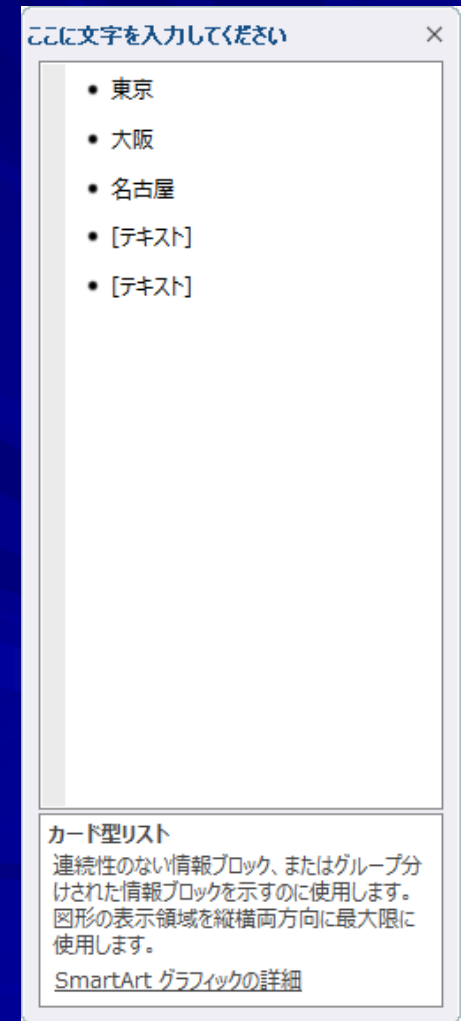 ここに文字を入力してください
• 東京
• 大阪
• 名古屋
• [テキスト]
• [テキスト]
カード型リスト
連続性のない情報ブロック、またはグループ分
けされた情報ブロックを示すのに使用します。
図形の表示領域を縦横両方向に最大限に
使用します。
SmartArt グラフィックの詳細